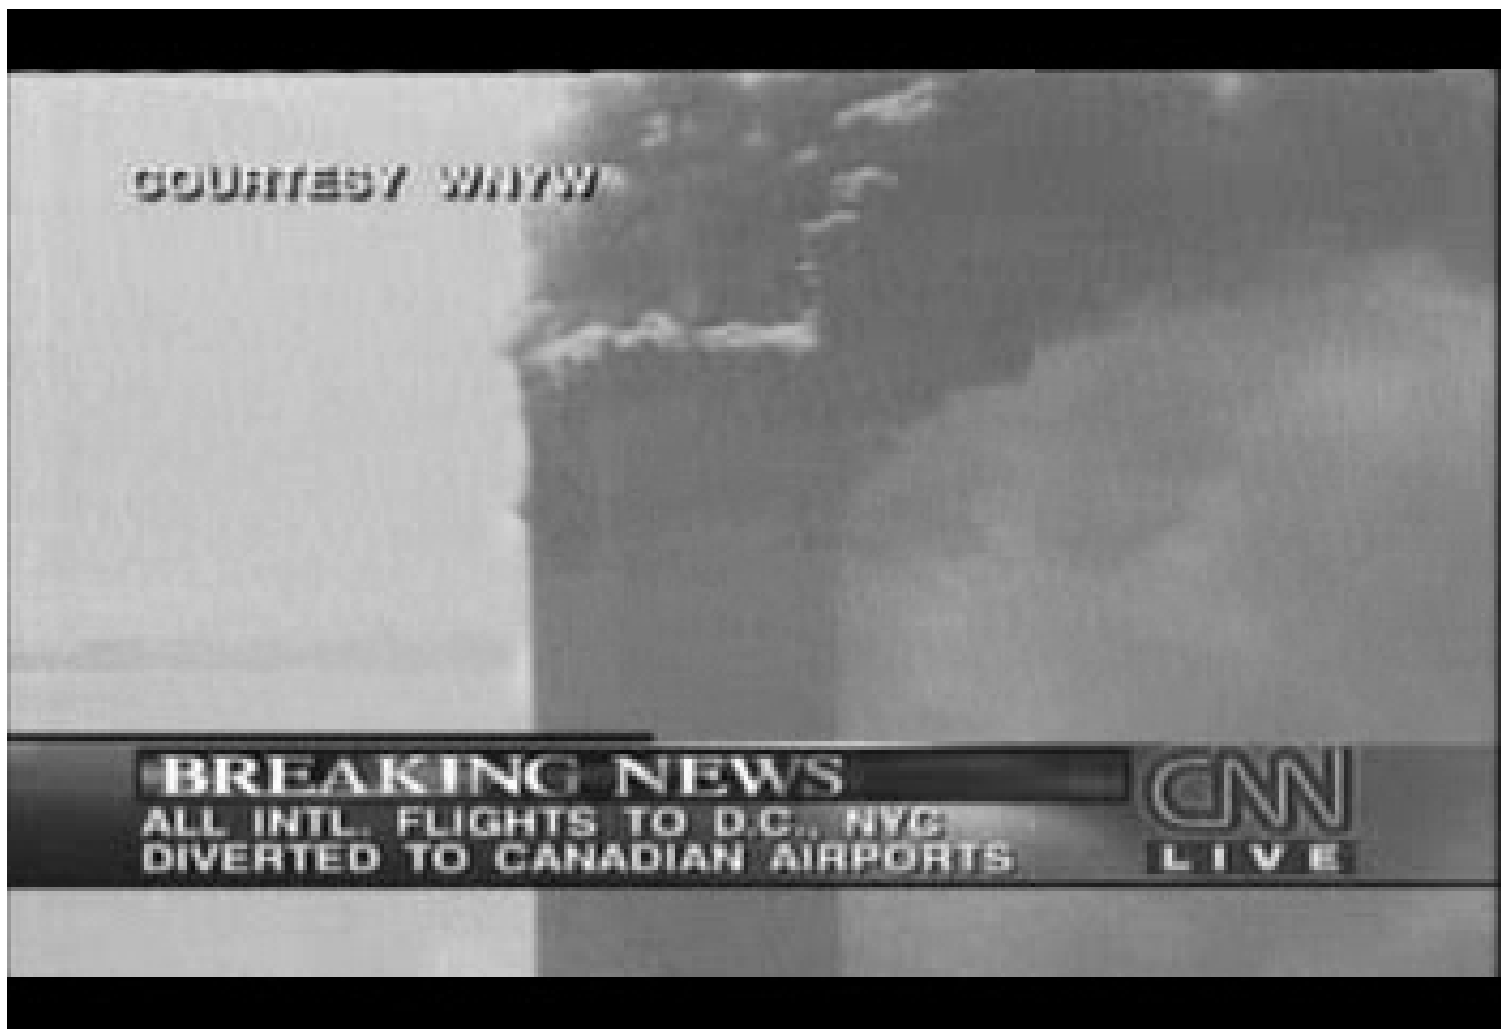 COURTESY WNYW
BREAKING NEWS
ALL INTL. FLIGHTS TO D.C., NYC
DIVERTED TO CANADIAN AIRPORTS
CNN
LIVE